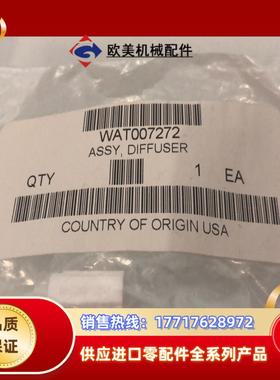 欧美机械配件
WAT007272
ASSY, DIFFUSER
QTY 1 EA
COUNTRY OF ORIGIN USA
品质
保证
销售热线：17717628972
供应进口零配件全系列产品